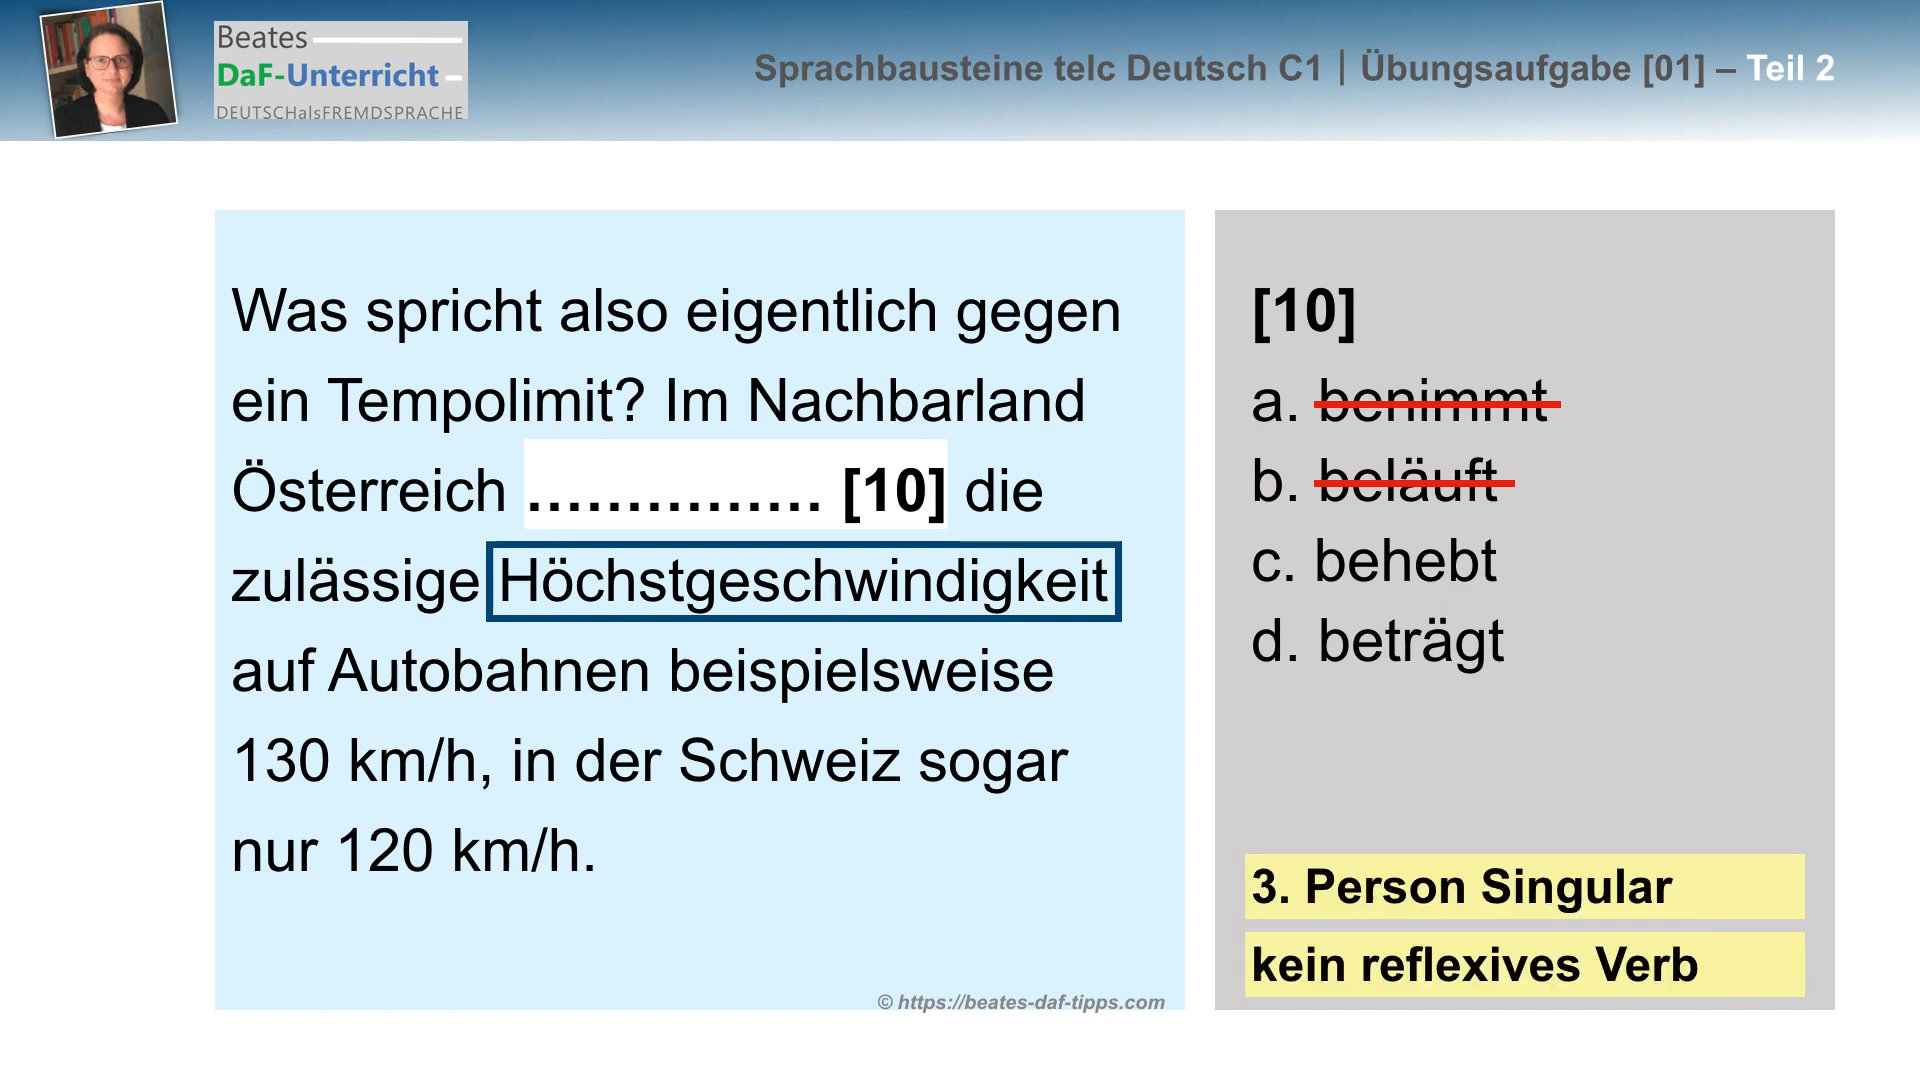 Beates
DaF-Unterricht
DEUTSCHalsFREMDSPRACHE
Sprachbausteine telc Deutsch C1 | Übungsaufgabe [01] – Teil 2
Was spricht also eigentlich gegen
ein Tempolimit? Im Nachbarland
Österreich …………… [10] die
zulässige Höchstgeschwindigkeit
auf Autobahnen beispielsweise
130 km/h, in der Schweiz sogar
nur 120 km/h.
© https://beates-daf-tipps.com
[10]
a. benimmt
b. beläuft
c. behebt
d. beträgt
3. Person Singular
kein reflexives Verb